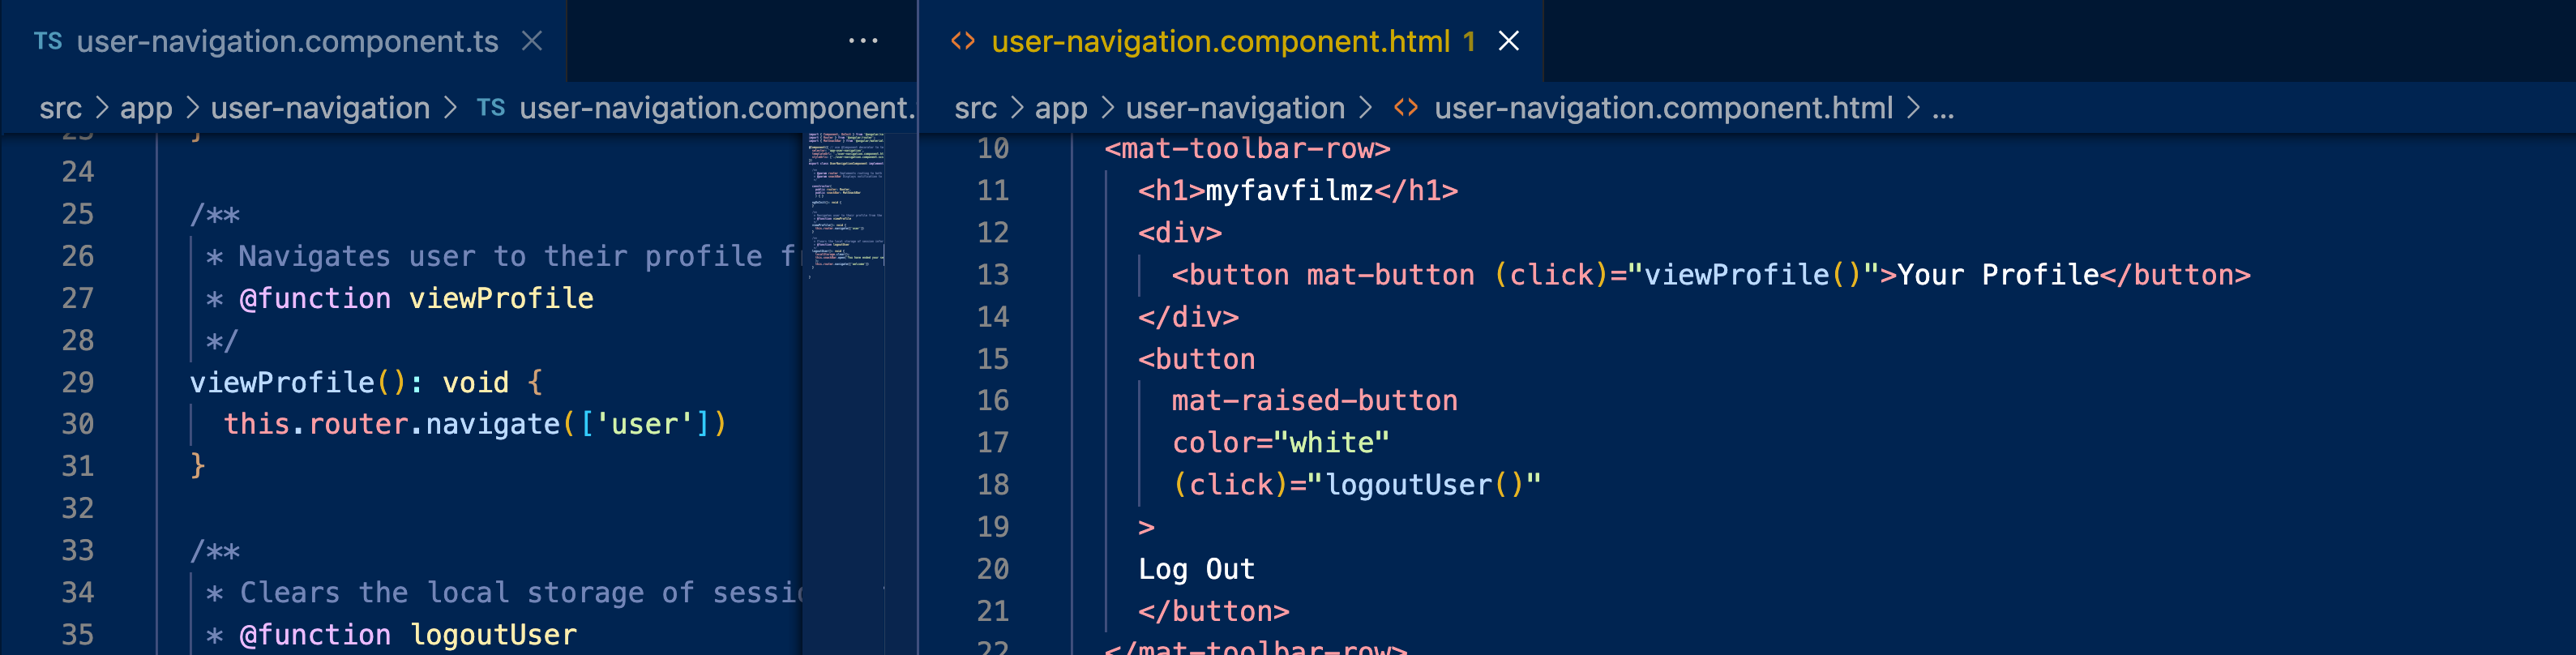 TS user-navigation.component.ts
src > app > user-navigation > TS user-navigation.component.
23 }
24
25 /**
26 * Navigates user to their profile
27 * @function viewProfile
28 */
29 viewProfile(): void {
30 this.router.navigate(['user'])
31 }
32
33 /**
34 * Clears the local storage of
35 * @function logoutUser
<> user-navigation.component.html 1
src > app > user-navigation > <> user-navigation.component.html > ...
10 <mat-toolbar-row>
11 <h1>myfavfilmz</h1>
12 <div>
13 <button mat-button (click)="viewProfile()">Your Profile</button>
14 </div>
15 <button
16 mat-raised-button
17 color="white"
18 (click)="logoutUser()"
19 >
20 Log Out
21 </button>
22 </mat-toolbar-row>